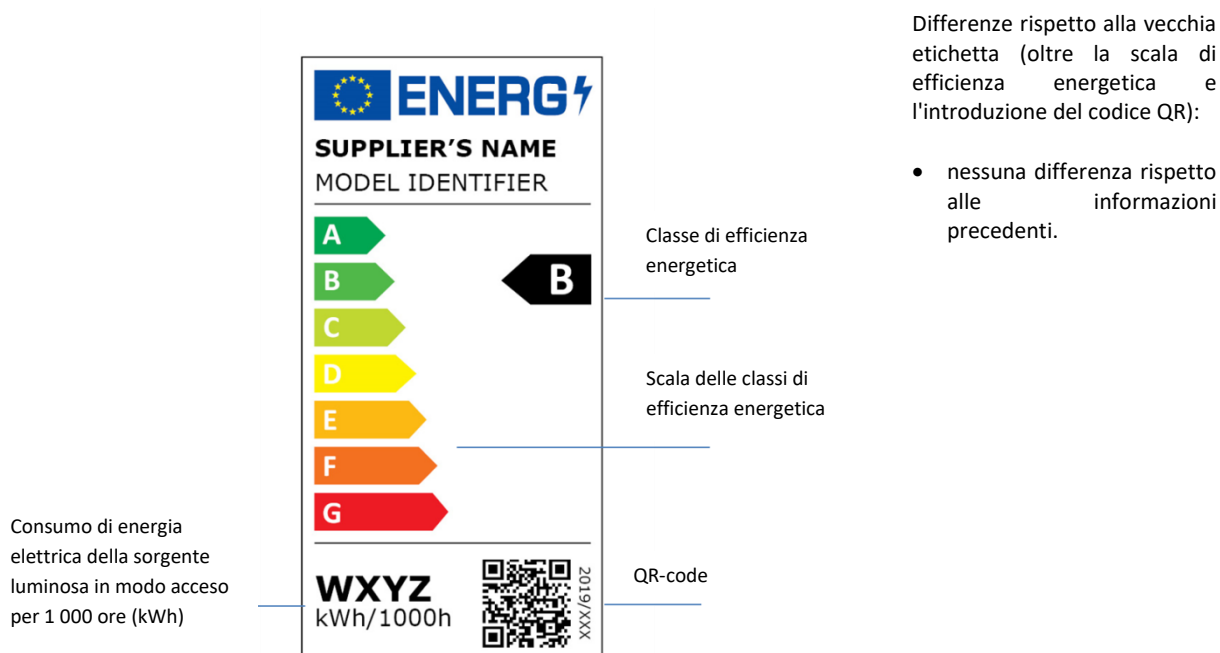 ENERG
SUPPLIER'S NAME
MODEL IDENTIFIER
A
B
C
D
E
F
G
B
WXYZ
kWh/1000h
2019/XXX
Classe di efficienza
energetica
Scala delle classi di
efficienza energetica
QR-code
Consumo di energia
elettrica della sorgente
luminosa in modo acceso
per 1 000 ore (kWh)
Differenze rispetto alla vecchia
etichetta (oltre la scala di
efficienza energetica e
l'introduzione del codice QR):
• nessuna differenza rispetto
alle informazioni
precedenti.